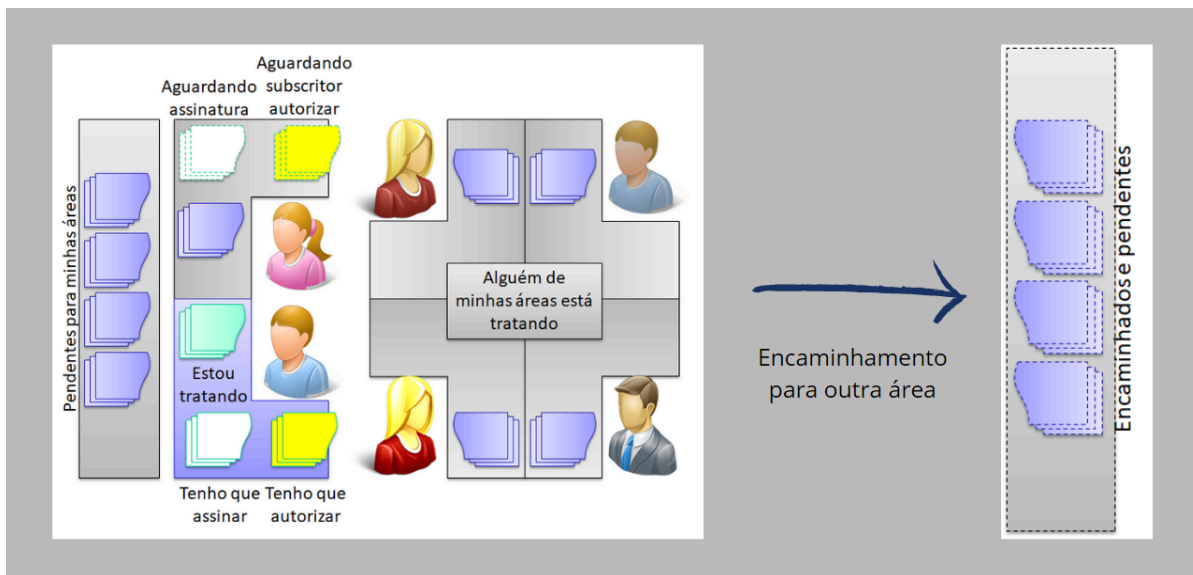 Pendentes para minhas áreas
Aguardando
assinatura
Aguardando
subscritor
autorizar
Estou
tratando
Tenho que
assinar
Tenho que
autorizar
Alguém de
minhas áreas está
tratando
Encaminhamento
para outra área
Encaminhados e pendentes